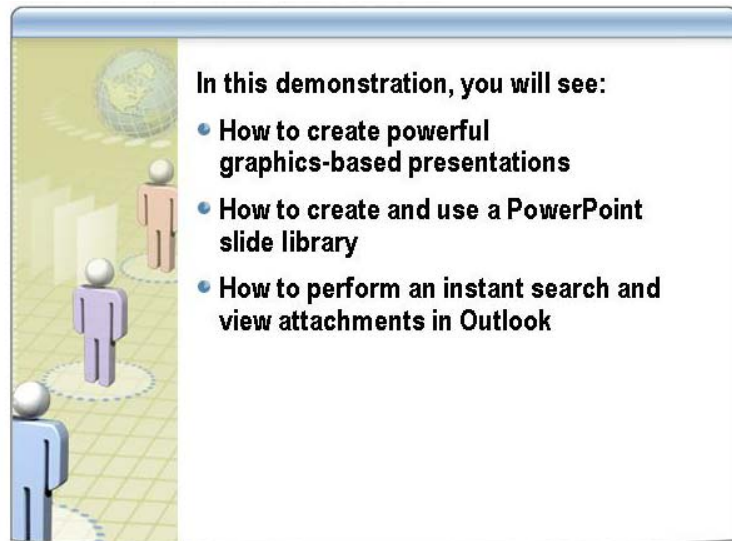 In this demonstration, you will see:
How to create powerful
graphics-based presentations
How to create and use a PowerPoint
slide library
How to perform an instant search and
view attachments in Outlook